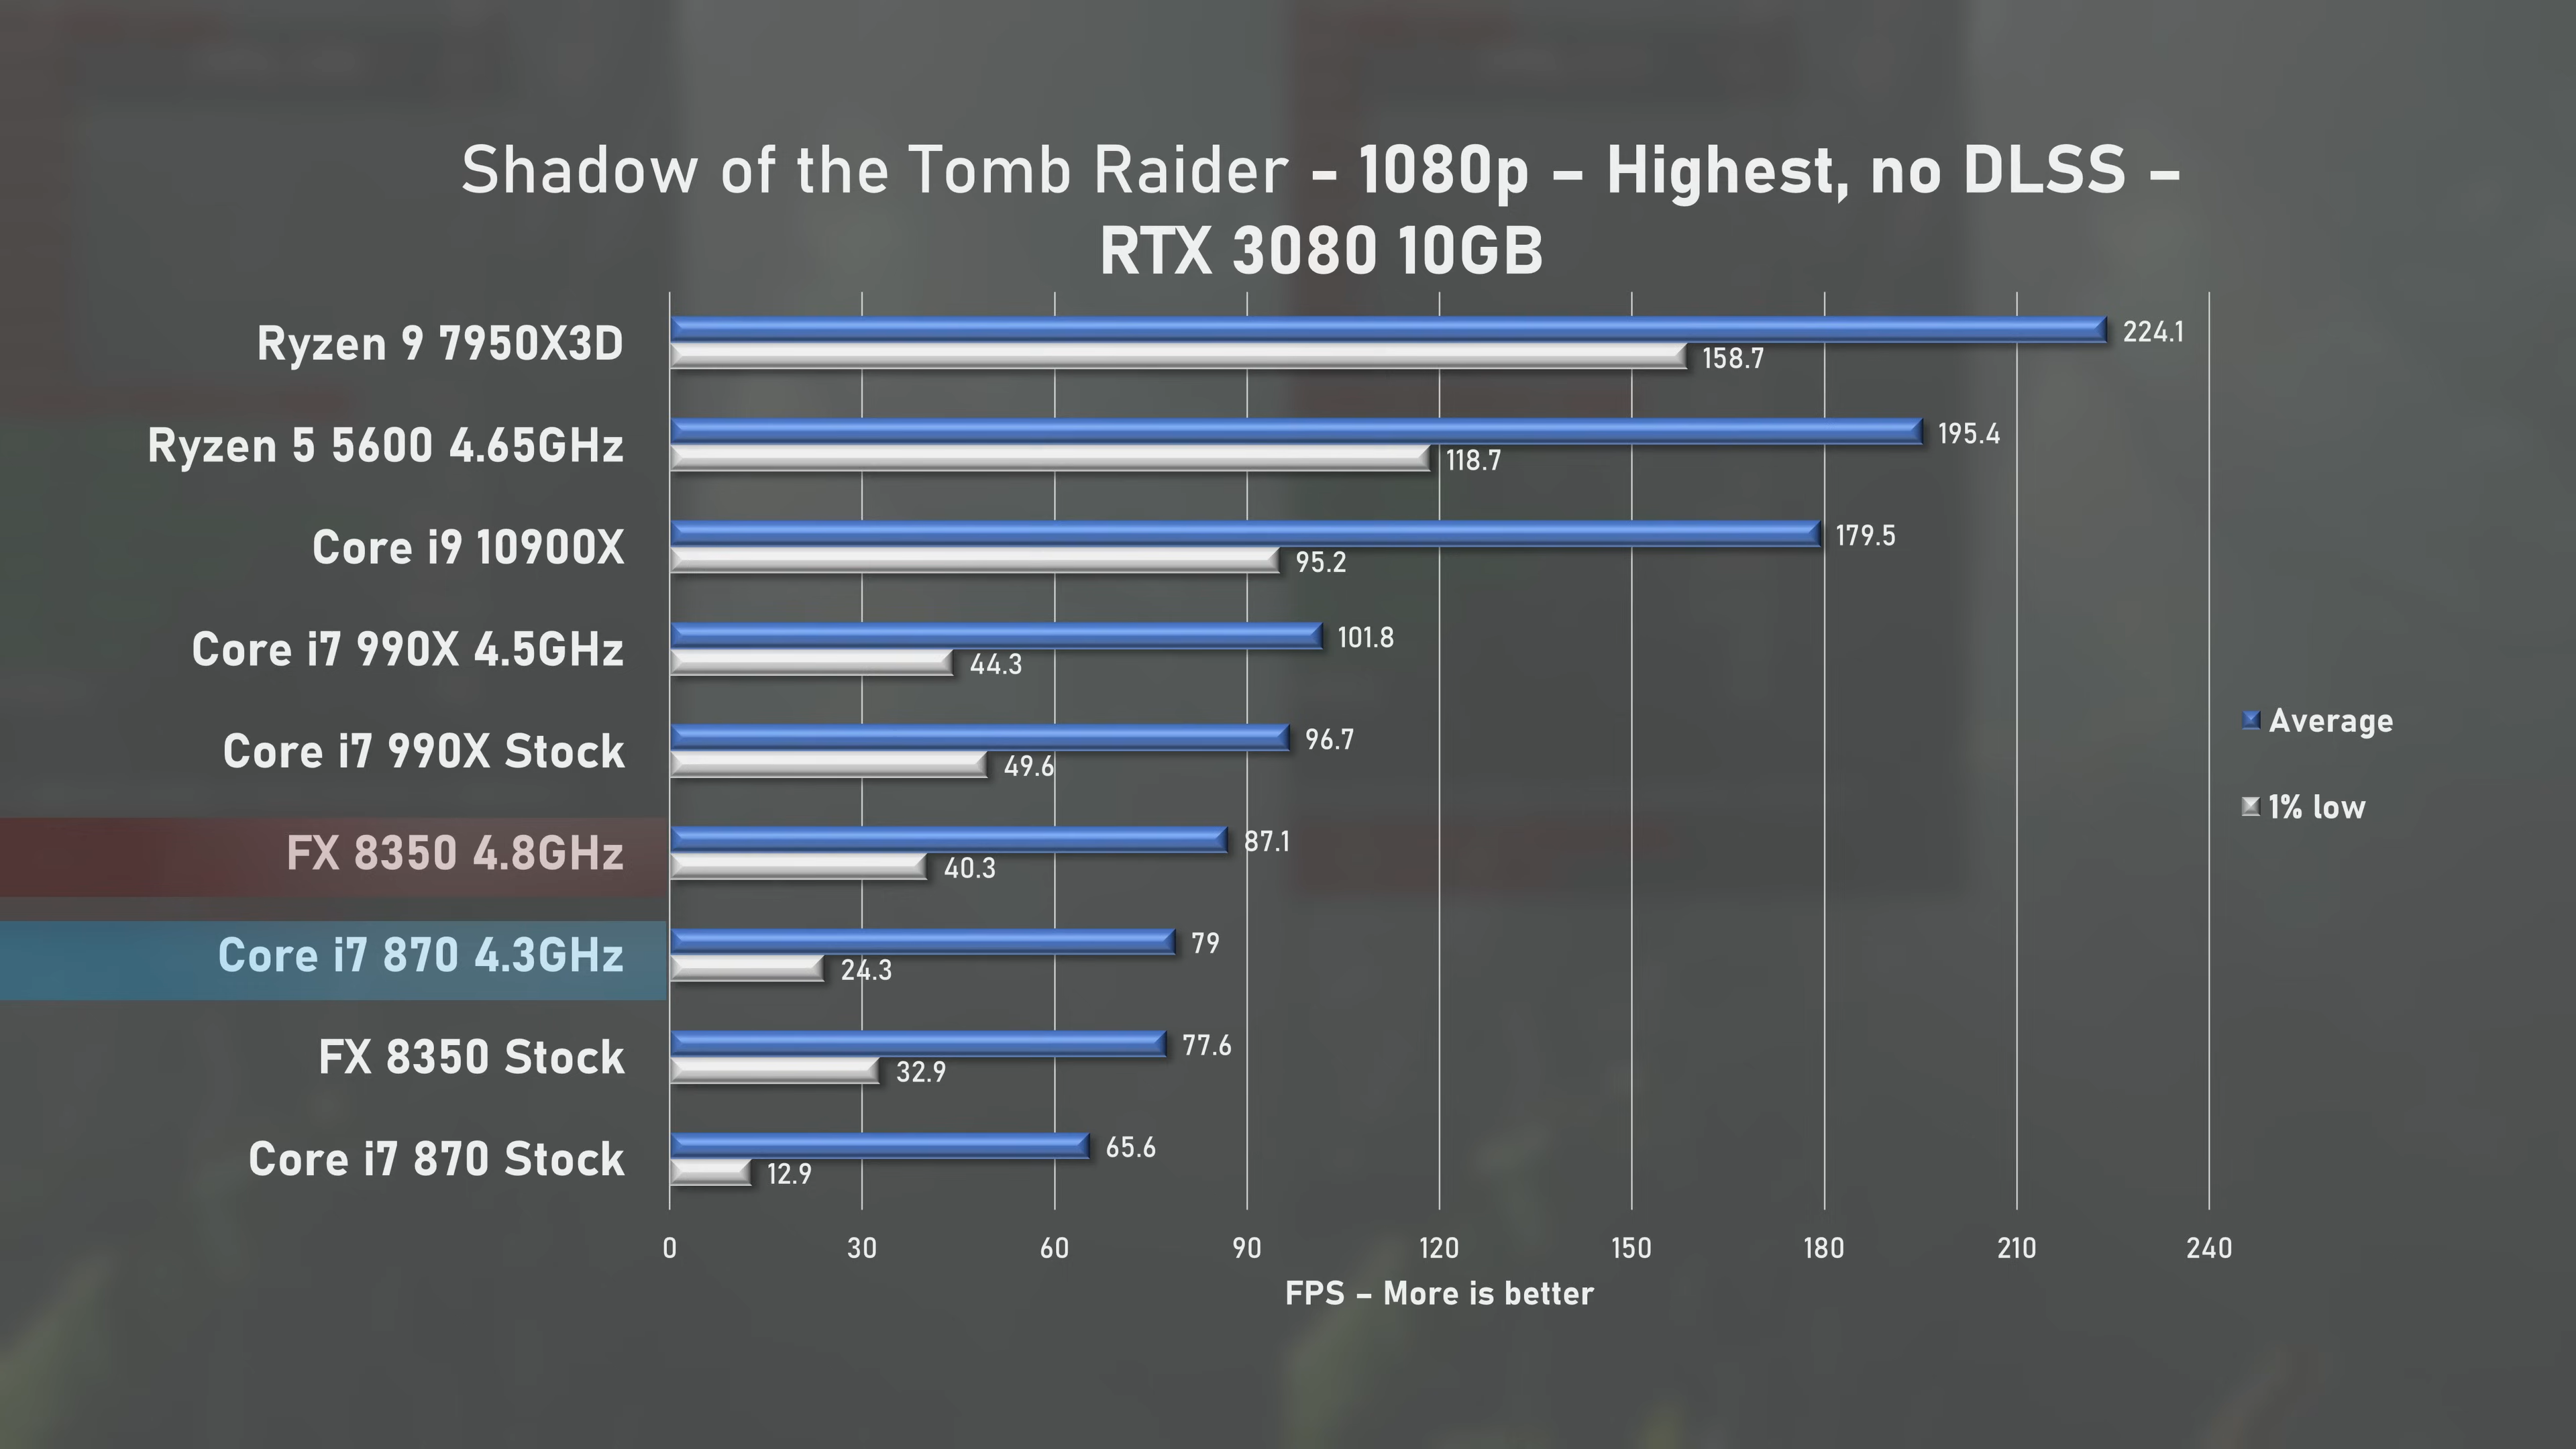 Shadow of the Tomb Raider - 1080p – Highest, no DLSS –
RTX 3080 10GB
Ryzen 9 7950X3D
224.1
158.7
Ryzen 5 5600 4.65GHz
195.4
118.7
Core i9 10900X
179.5
95.2
Core i7 990X 4.5GHz
101.8
44.3
Core i7 990X Stock
96.7
49.6
FX 8350 4.8GHz
87.1
40.3
Core i7 870 4.3GHz
79
24.3
FX 8350 Stock
77.6
32.9
Core i7 870 Stock
65.6
12.9
0 30 60 90 120 150 180 210 240
FPS – More is better
Average
1% low